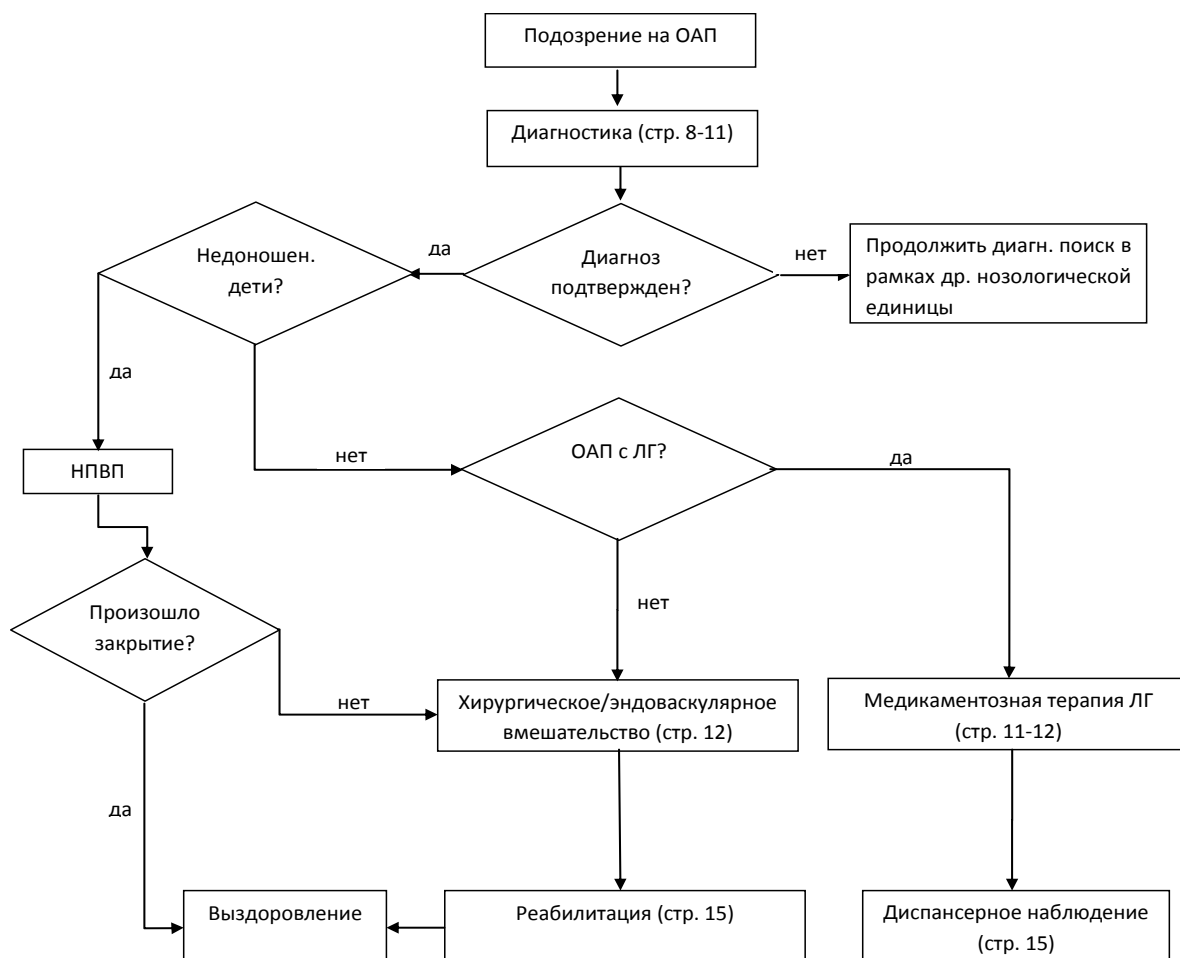 Подозрение на ОАП
Диагностика (стр. 8-11)
Недоношен.
дети?
да
Диагноз
подтвержден?
нет
Продолжить диагн. поиск в
рамках др. нозологической
единицы
да
НПВП
нет
ОАП с ЛГ?
да
нет
Произошло
закрытие?
нет
Хирургическое/эндоваскулярное
вмешательство (стр. 12)
Медикаментозная терапия ЛГ
(стр. 11-12)
да
Выздоровление
Реабилитация (стр. 15)
Диспансерное наблюдение
(стр. 15)